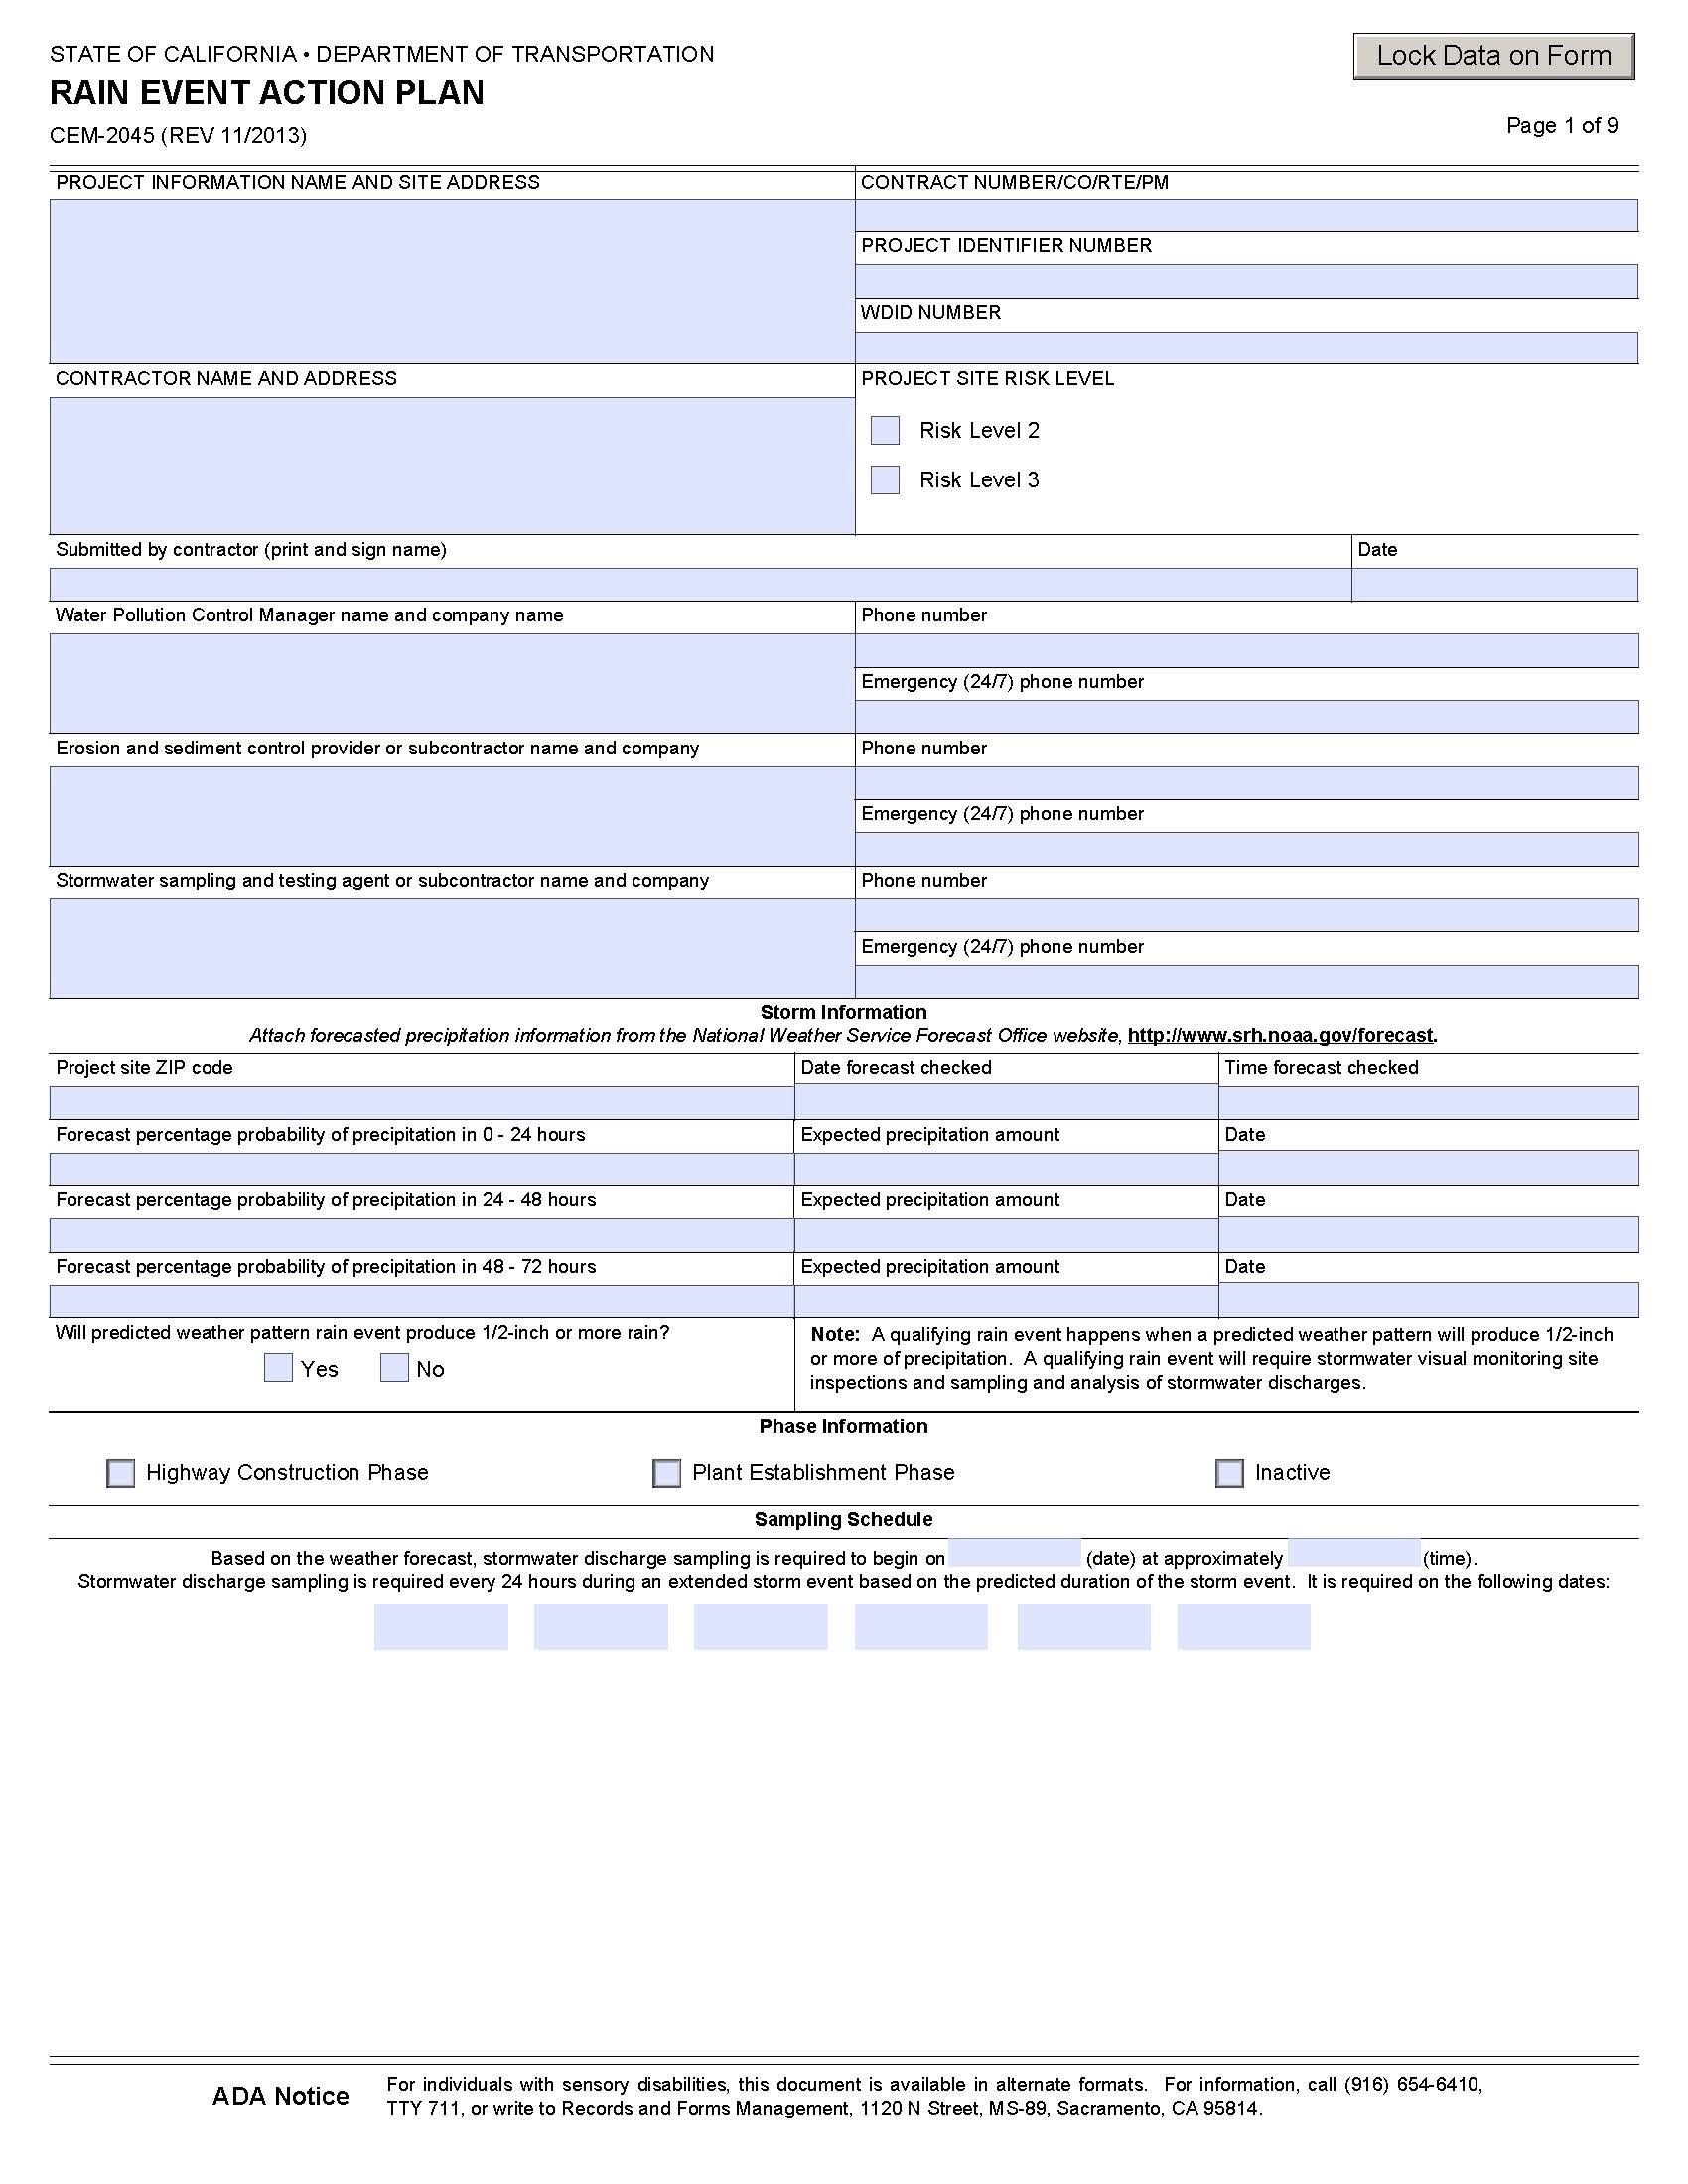 STATE OF CALIFORNIA • DEPARTMENT OF TRANSPORTATION
Lock Data on Form
RAIN EVENT ACTION PLAN
CEM-2045 (REV 11/2013)
Page 1 of 9
PROJECT INFORMATION NAME AND SITE ADDRESS
CONTRACT NUMBER/CO/RTE/PM
PROJECT IDENTIFIER NUMBER
WDID NUMBER
CONTRACTOR NAME AND ADDRESS
PROJECT SITE RISK LEVEL
Risk Level 2
Risk Level 3
Submitted by contractor (print and sign name)
Date
Water Pollution Control Manager name and company name
Phone number
Emergency (24/7) phone number
Erosion and sediment control provider or subcontractor name and company
Phone number
Emergency (24/7) phone number
Stormwater sampling and testing agent or subcontractor name and company
Phone number
Emergency (24/7) phone number
Storm Information
Attach forecasted precipitation information from the National Weather Service Forecast Office website, http://www.srh.noaa.gov/forecast.
Project site ZIP code
Date forecast checked
Time forecast checked
Forecast percentage probability of precipitation in 0 - 24 hours
Expected precipitation amount
Date
Forecast percentage probability of precipitation in 24 - 48 hours
Expected precipitation amount
Date
Forecast percentage probability of precipitation in 48 - 72 hours
Expected precipitation amount
Date
Will predicted weather pattern rain event produce 1/2-inch or more rain?
Yes No
Note: A qualifying rain event happens when a predicted weather pattern will produce 1/2-inch
or more of precipitation. A qualifying rain event will require stormwater visual monitoring site
inspections and sampling and analysis of stormwater discharges.
Phase Information
Highway Construction Phase
Plant Establishment Phase
Inactive
Sampling Schedule
Based on the weather forecast, stormwater discharge sampling is required to begin on (date) at approximately (time).
Stormwater discharge sampling is required every 24 hours during an extended storm event based on the predicted duration of the storm event. It is required on the following dates:
ADA Notice
For individuals with sensory disabilities, this document is available in alternate formats. For information, call (916) 654-6410,
TTY 711, or write to Records and Forms Management, 1120 N Street, MS-89, Sacramento, CA 95814.